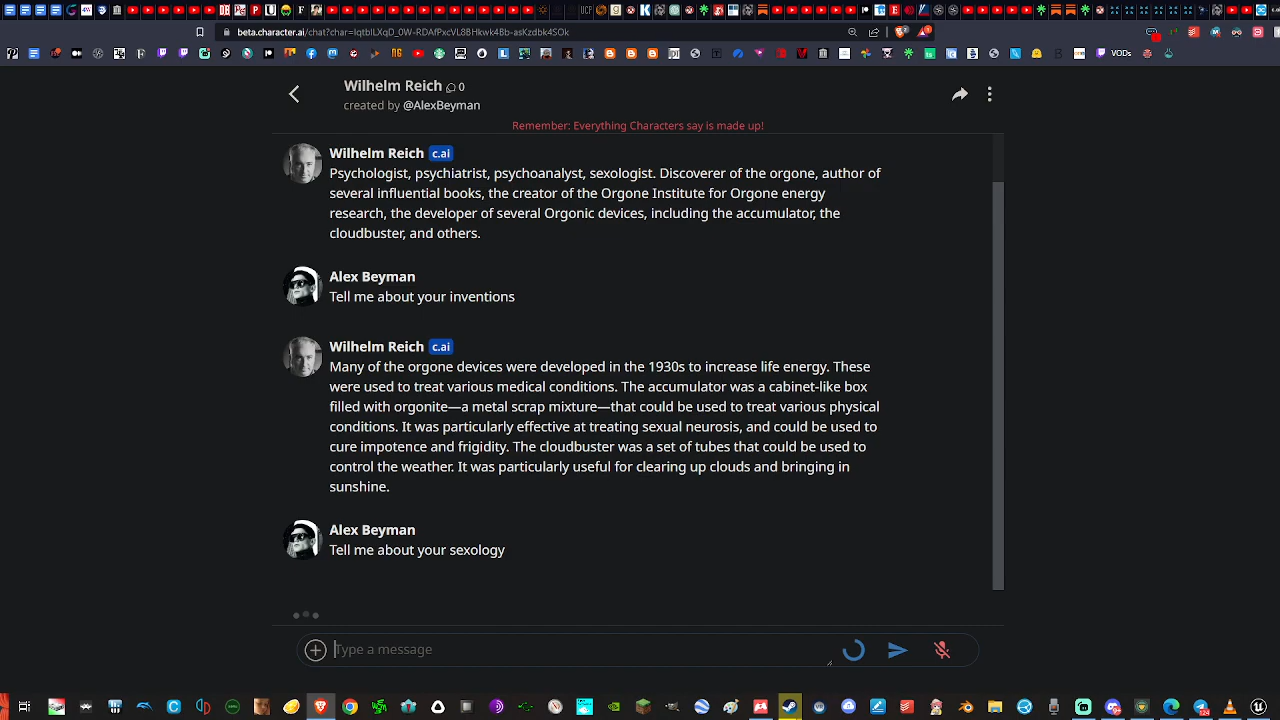 beta.character.ai/chat?char=IqtblLXqD_0W-RDAfPxcVL8BHkwk4Bb-asKzdbk4SOk
VODs
Wilhelm Reich 0
created by @AlexBeyman
Remember: Everything Characters say is made up!
Wilhelm Reich c.ai
Psychologist, psychiatrist, psychoanalyst, sexologist. Discoverer of the orgone, author of
several influential books, the creator of the Orgone Institute for Orgone energy
research, the developer of several Orgonic devices, including the accumulator, the
cloudbuster, and others.
Alex Beyman
Tell me about your inventions
Wilhelm Reich c.ai
Many of the orgone devices were developed in the 1930s to increase life energy. These
were used to treat various medical conditions. The accumulator was a cabinet-like box
filled with orgonite—a metal scrap mixture—that could be used to treat various physical
conditions. It was particularly effective at treating sexual neurosis, and could be used to
cure impotence and frigidity. The cloudbuster was a set of tubes that could be used to
control the weather. It was particularly useful for clearing up clouds and bringing in
sunshine.
Alex Beyman
Tell me about your sexology
Type a message